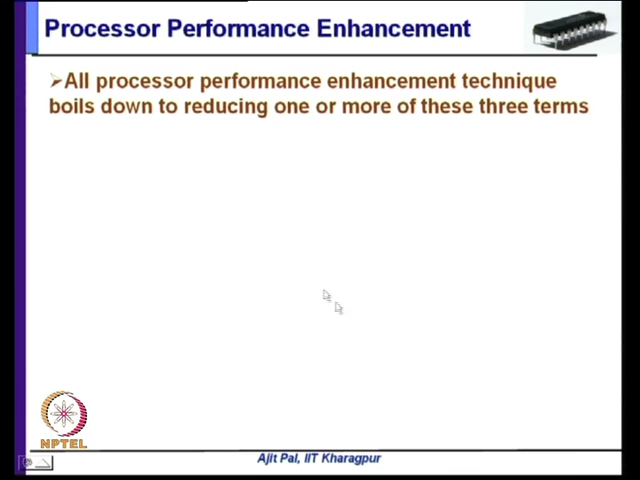 Processor Performance Enhancement
➢All processor performance enhancement technique
boils down to reducing one or more of these three terms
NPTEL
Ajit Pal, IIT Kharagpur